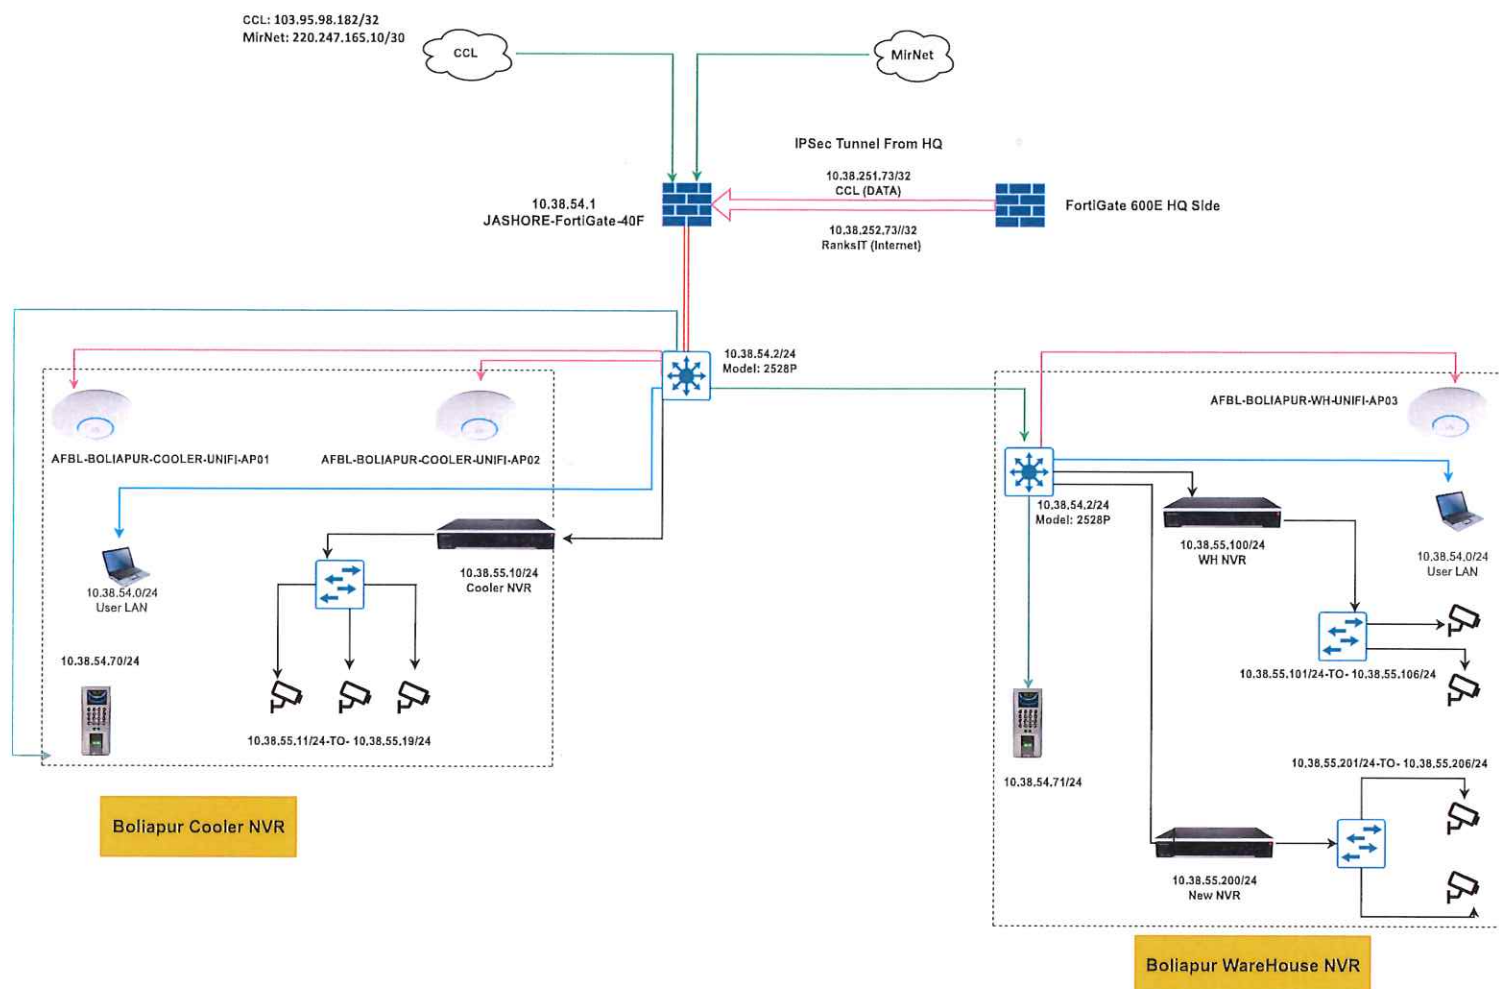 CCL: 103.95.98.182/32
MirNet: 220.247.165.10/30
CCL
MirNet
IPSec Tunnel From HQ
10.38.251.73/32
CCL (DATA)
10.38.54.1
JASHORE-FortiGate-40F
FortiGate 600E HQ Side
10.38.252.73//32
RanksIT (Internet)
10.38.54.2/24
Model: 2528P
AFBL-BOLIAPUR-COOLER-UNIFI-AP01
AFBL-BOLIAPUR-COOLER-UNIFI-AP02
AFBL-BOLIAPUR-WH-UNIFI-AP03
10.38.54.2/24
Model: 2528P
10.38.55.100/24
WH NVR
10.38.54.0/24
User LAN
10.38.55.10/24
Cooler NVR
10.38.54.0/24
User LAN
10.38.54.70/24
10.38.55.101/24-TO- 10.38.55.106/24
10.38.55.11/24-TO- 10.38.55.19/24
10.38.54.71/24
10.38.55.201/24-TO- 10.38.55.206/24
10.38.55.200/24
New NVR
Boliapur Cooler NVR
Boliapur WareHouse NVR